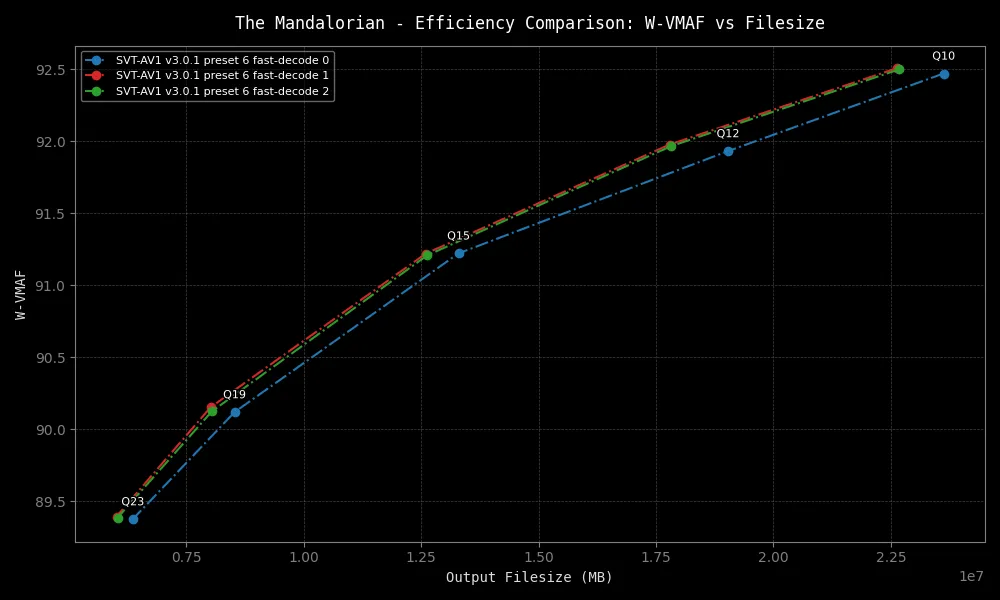 The Mandalorian - Efficiency Comparison: W-VMAF vs Filesize
SVT-AV1 v3.0.1 preset 6 fast-decode 0
SVT-AV1 v3.0.1 preset 6 fast-decode 1
SVT-AV1 v3.0.1 preset 6 fast-decode 2
Q10
92.5
Q12
92.0
91.5
Q15
91.0
W-VMAF
90.5
Q19
90.0
Q23
89.5
0.75 1.00 1.25 1.50 1.75 2.00 2.25
Output Filesize (MB)
1e7